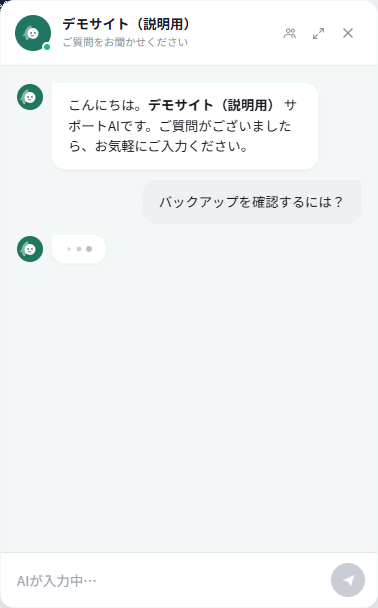 デモサイト（説明用）
ご質問をお聞かせください
こんにちは。デモサイト（説明用） サ
ポートAIです。ご質問がございました
ら、お気軽にご入力ください。
バックアップを確認するには？
AIが入力中…